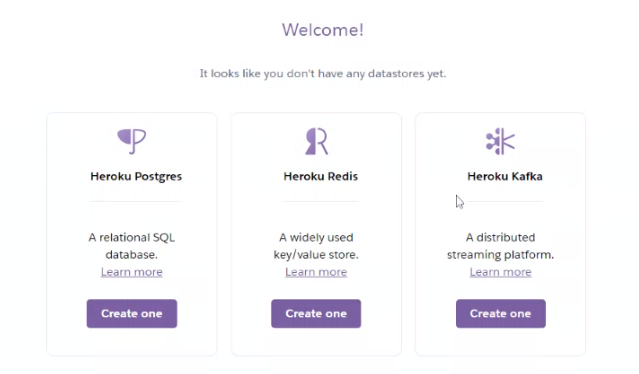 Welcome!
It looks like you don't have any datastores yet.
Heroku Postgres
A relational SQL
database.
Learn more
Create one
Heroku Redis
A widely used
key/value store.
Learn more
Create one
Heroku Kafka
A distributed
streaming platform.
Learn more
Create one